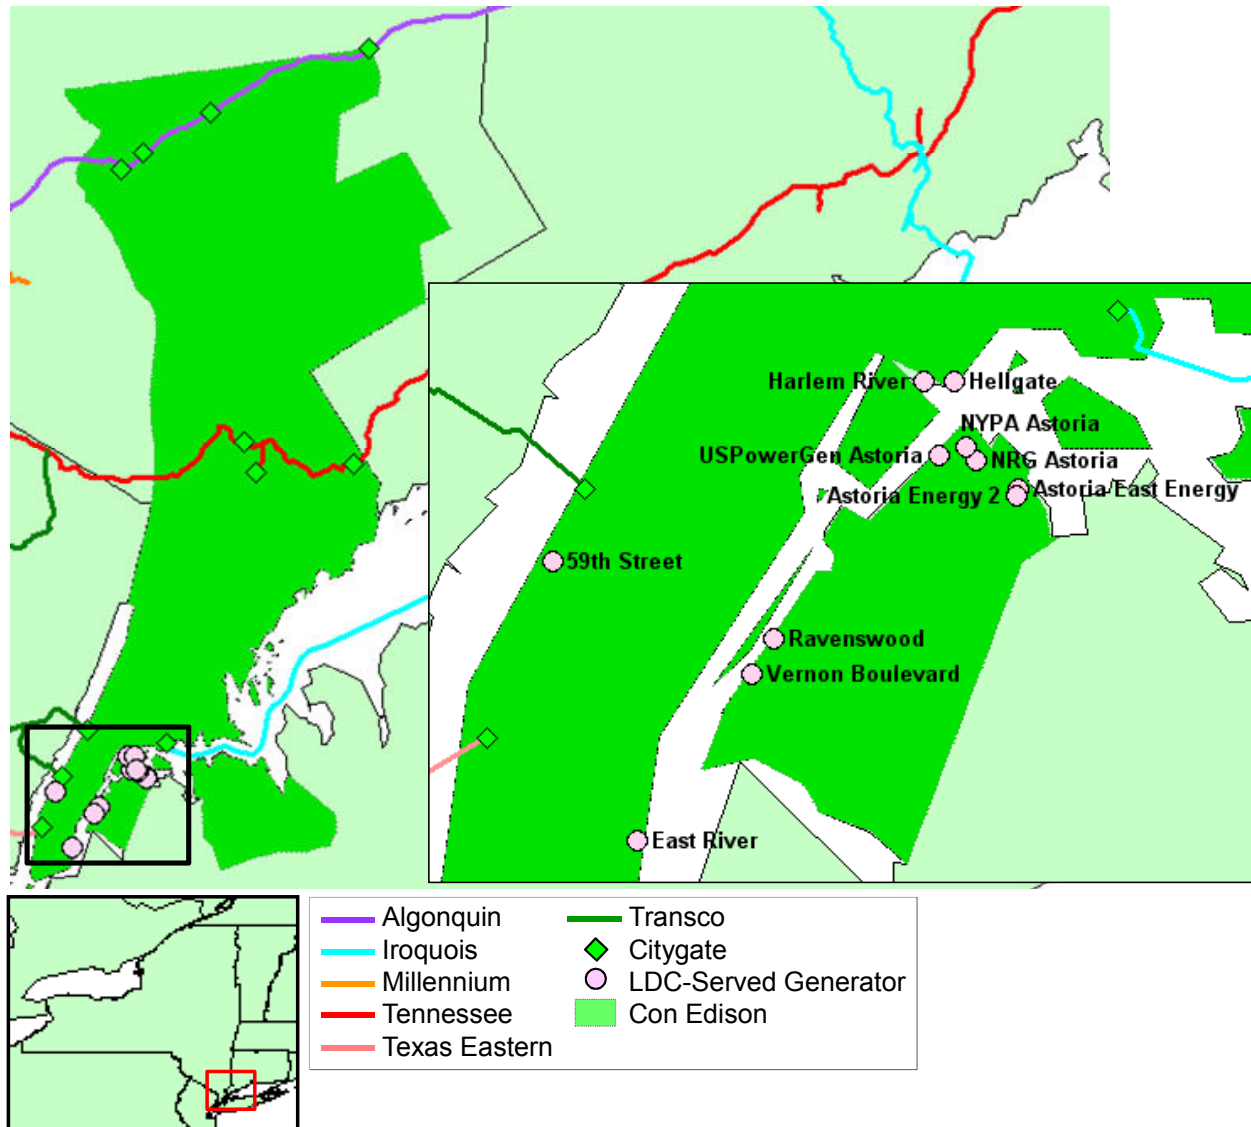 Harlem River
Hellgate
NYPA Astoria
USPowerGen Astoria
NRG Astoria
Astoria Energy 2
Astoria East Energy
59th Street
Ravenswood
Vernon Boulevard
East River
Algonquin
Iroquois
Millennium
Tennessee
Texas Eastern
Transco
Citygate
LDC-Served Generator
Con Edison